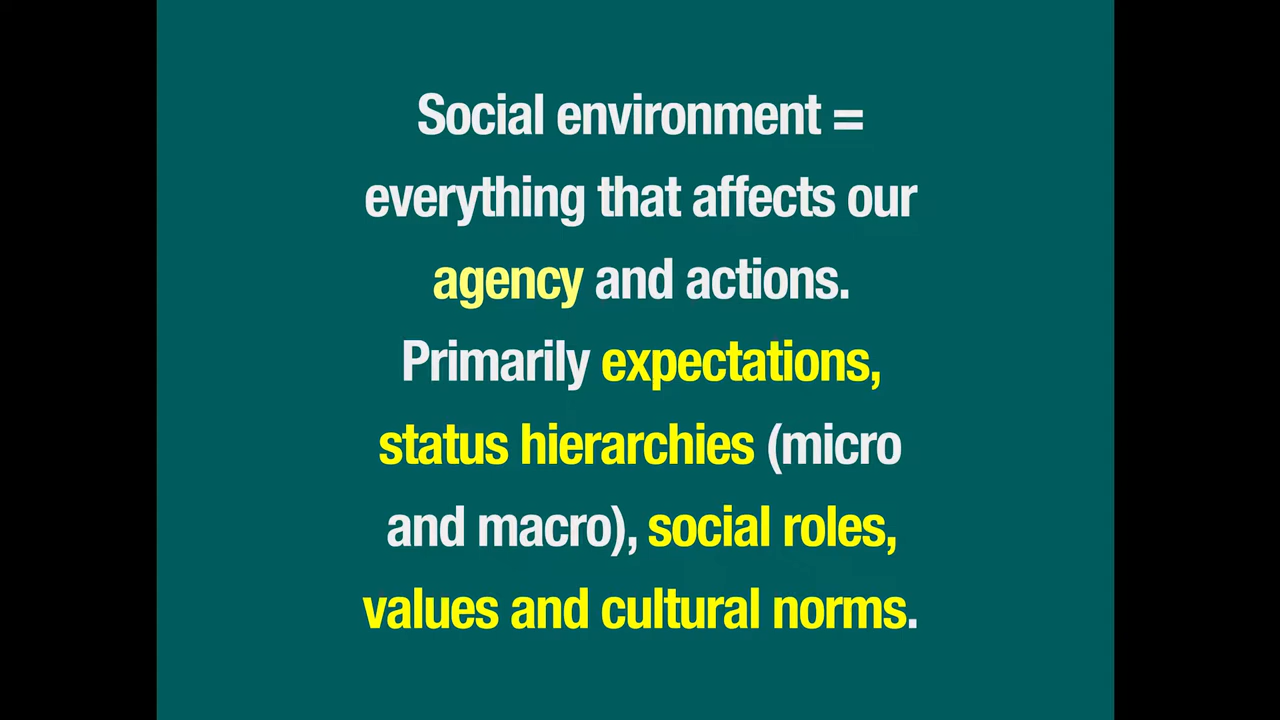 Social environment =
everything that affects our
agency and actions.
Primarily expectations,
status hierarchies (micro
and macro), social roles,
values and cultural norms.